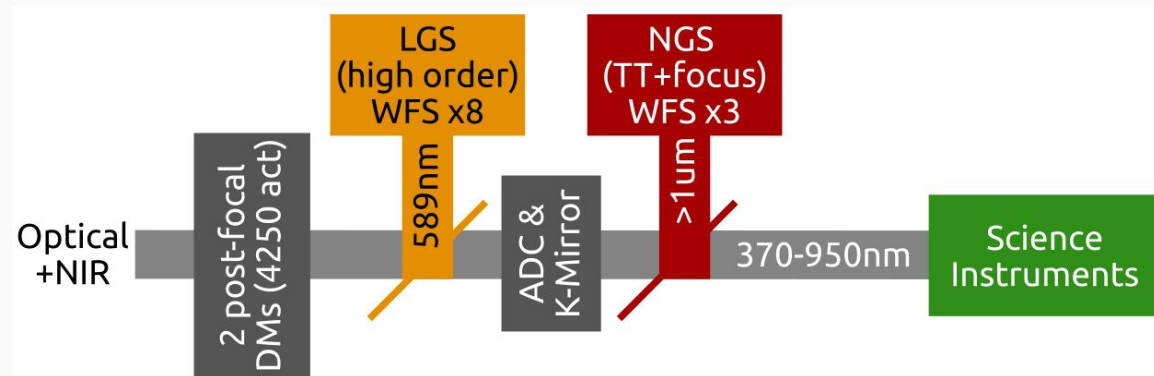 Optical
+NIR
2 post-focal
DMs (4250 act)
LGS
(high order)
WFS x8
589nm
ADC &
K-Mirror
NGS
(TT+focus)
WFS x3
>1um
370-950nm
Science
Instruments